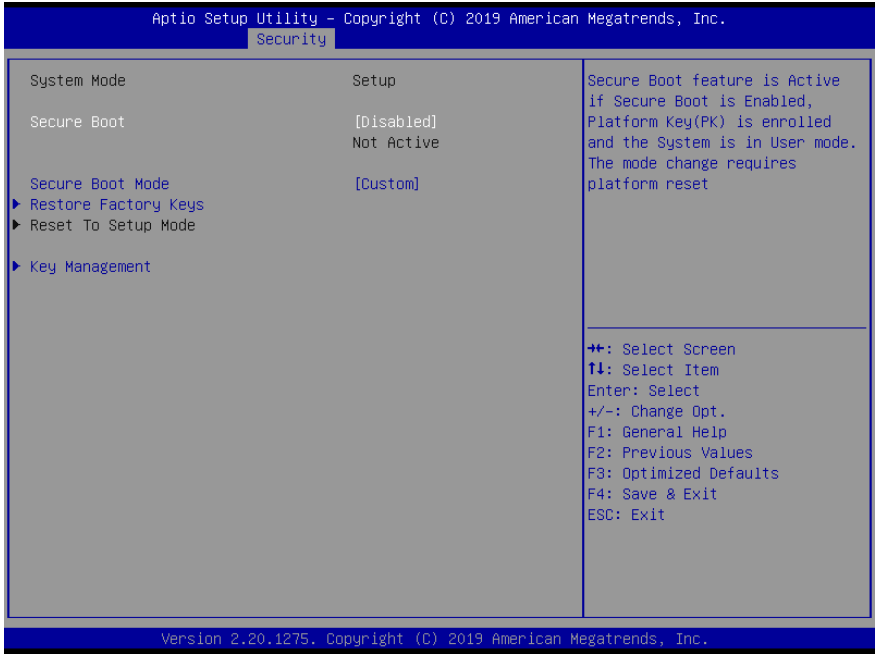 Aptio Setup Utility – Copyright (C) 2019 American Megatrends, Inc.
Security
System Mode Setup
Secure Boot [Disabled]
Not Active
Secure Boot Mode [Custom]
Restore Factory Keys
Reset To Setup Mode
Key Management
Secure Boot feature is Active
if Secure Boot is Enabled,
Platform Key(PK) is enrolled
and the System is in User mode.
The mode change requires
platform reset
→←: Select Screen
↑↓: Select Item
Enter: Select
+/-: Change Opt.
F1: General Help
F2: Previous Values
F3: Optimized Defaults
F4: Save & Exit
ESC: Exit
Version 2.20.1275. Copyright (C) 2019 American Megatrends, Inc.